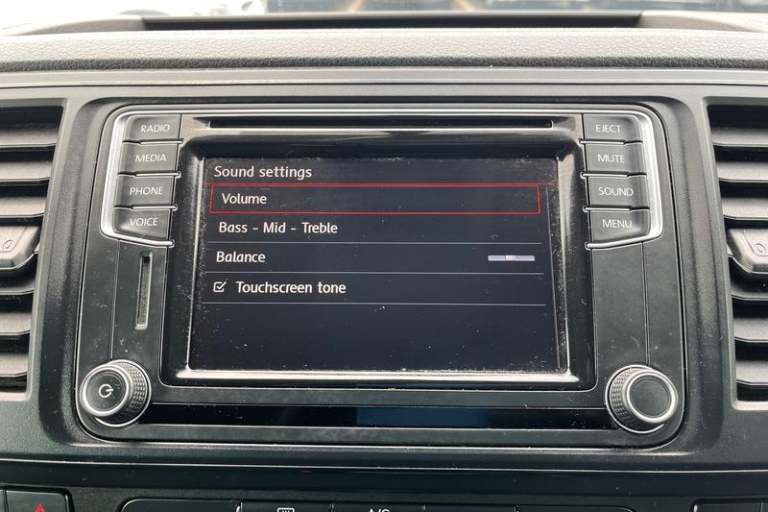 RADIO
MEDIA
PHONE
VOICE
EJECT
MUTE
SOUND
MENU
Sound settings
Volume
Bass - Mid - Treble
Balance
Touchscreen tone